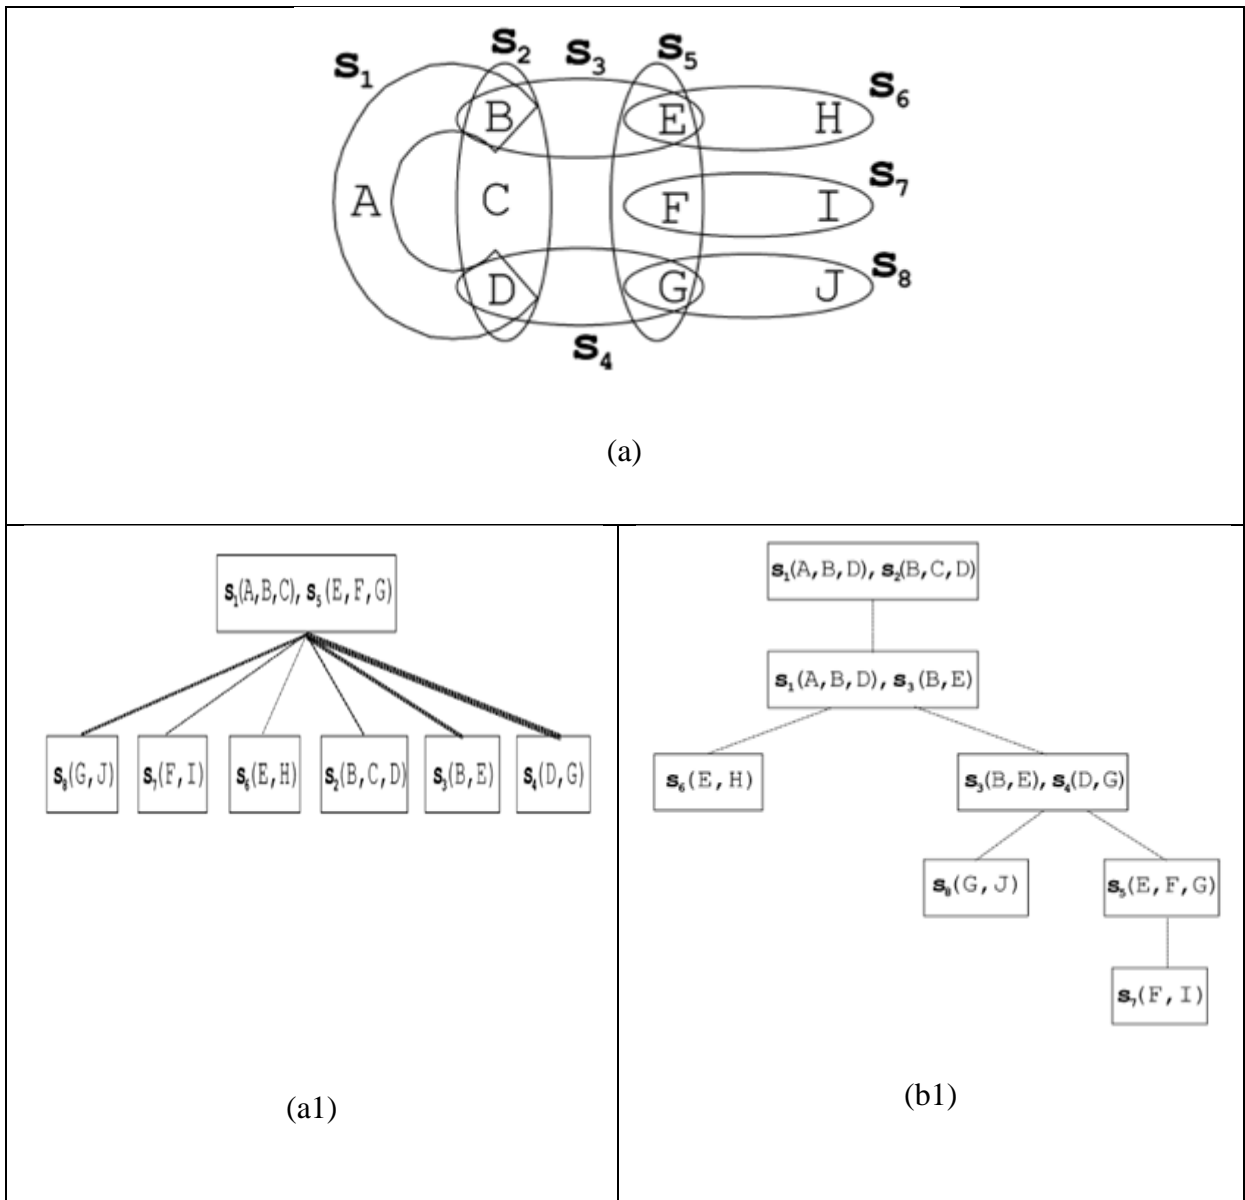 S₁ S₂ S₃ S₅
S₆
B E H
S₇
A C F I
S₈
D G J
S₄
(a)
s₁(A,B,C), s₅(E,F,G)
s₈(G,J) s₇(F,I) s₆(E,H) s₂(B,C,D) s₃(B,E) s₄(D,G)
(a1)
s₁(A,B,D), s₂(B,C,D)
s₁(A,B,D), s₃(B,E)
s₆(E,H) s₃(B,E), s₄(D,G)
s₈(G,J) s₅(E,F,G)
s₇(F,I)
(b1)